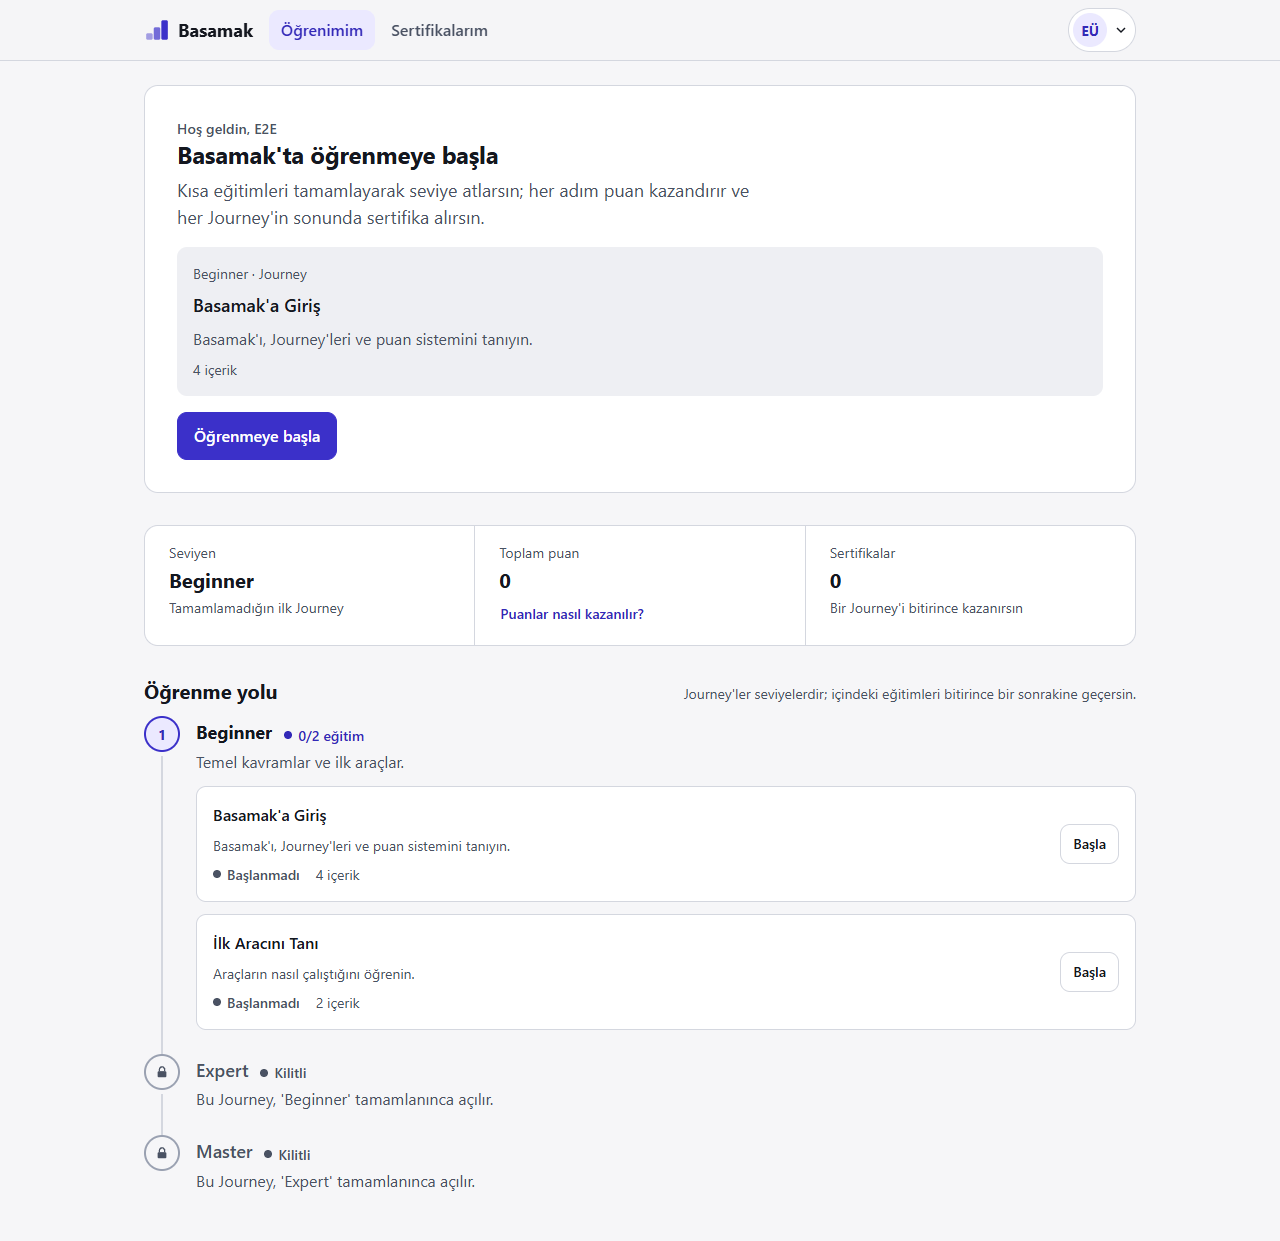 Basamak
Öğrenimim
Sertifikalarım
EÜ
Hoş geldin, E2E
Basamak'ta öğrenmeye başla
Kısa eğitimleri tamamlayarak seviye atlarsın; her adım puan kazandırır ve
her Journey'in sonunda sertifika alırsın.
Beginner · Journey
Basamak'a Giriş
Basamak'ı, Journey'leri ve puan sistemini tanıyın.
4 içerik
Öğrenmeye başla
Seviyen
Beginner
Tamamlamadığın ilk Journey
Toplam puan
0
Puanlar nasıl kazanılır?
Sertifikalar
0
Bir Journey'i bitirince kazanırsın
Öğrenme yolu
Journey'ler seviyelerdir; içindeki eğitimleri bitirince bir sonrakine geçersin.
1
Beginner
0/2 eğitim
Temel kavramlar ve ilk araçlar.
Basamak'a Giriş
Basamak'ı, Journey'leri ve puan sistemini tanıyın.
Başlanmadı
4 içerik
Başla
İlk Aracını Tanı
Araçların nasıl çalıştığını öğrenin.
Başlanmadı
2 içerik
Başla
Expert
Kilitli
Bu Journey, 'Beginner' tamamlanınca açılır.
Master
Kilitli
Bu Journey, 'Expert' tamamlanınca açılır.